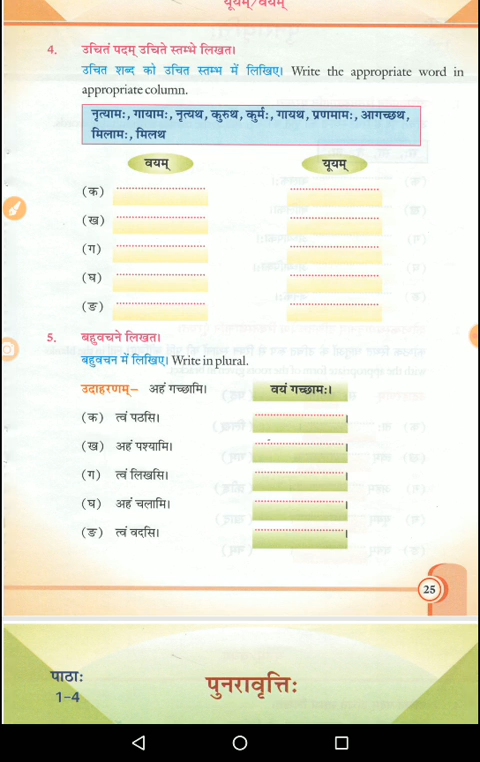 यूयम्/वयम्
4. उचितं पदम् उचिते स्तम्भे लिखत।
उचित शब्द को उचित स्तम्भ में लिखिए। Write the appropriate word in
appropriate column.
नृत्यामः, गायामः, नृत्यथ, कुरुथ, कुर्मः, गायथ, प्रणमामः, आगच्छथ,
मिलामः, मिलथ
वयम् यूयम्
(क)
(ख)
(ग)
(घ)
(ङ)
5. बहुवचने लिखत।
बहुवचन में लिखिए। Write in plural.
उदाहरणम्– अहं गच्छामि। वयं गच्छामः।
(क) त्वं पठसि। ।
(ख) अहं पश्यामि। ।
(ग) त्वं लिखसि। ।
(घ) अहं चलामि। ।
(ङ) त्वं वदसि। ।
25
पाठाः
1-4
पुनरावृत्तिः